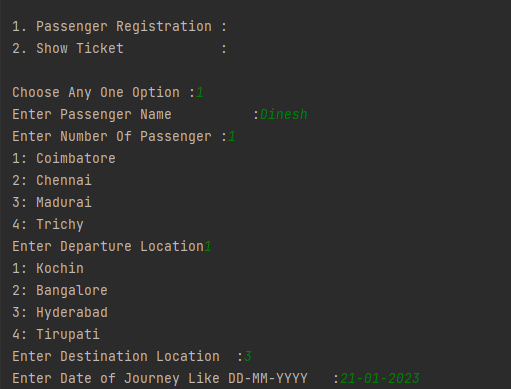 1. Passenger Registration :
2. Show Ticket            :
Choose Any One Option :1
Enter Passenger Name          :Dinesh
Enter Number Of Passenger :1
1: Coimbatore
2: Chennai
3: Madurai
4: Trichy
Enter Departure Location1
1: Kochin
2: Bangalore
3: Hyderabad
4: Tirupati
Enter Destination Location  :3
Enter Date of Journey Like DD-MM-YYYY   :21-01-2023